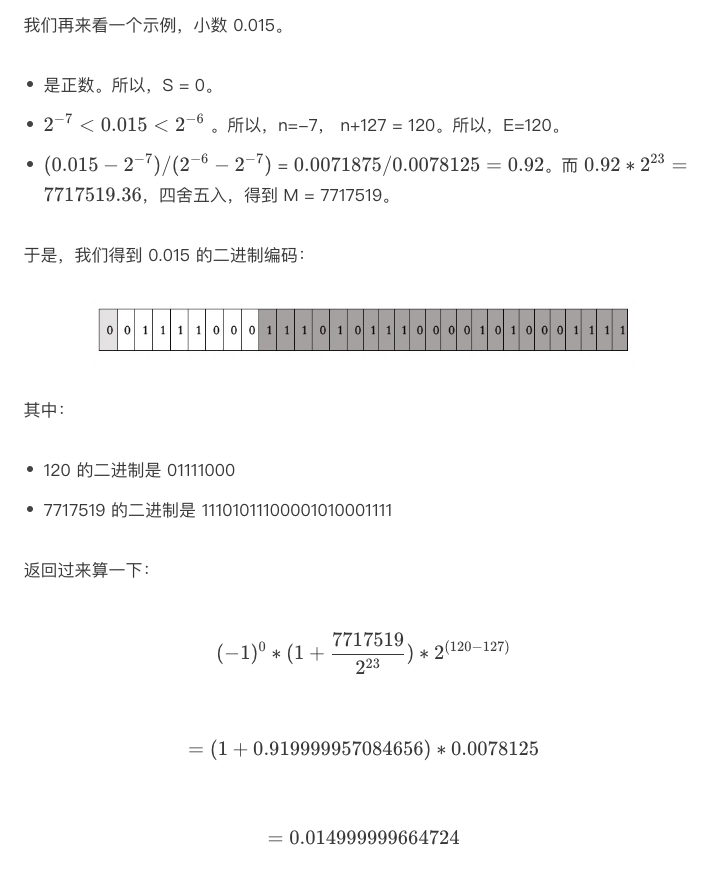 我们再来看一个示例，小数 0.015。
• 是正数。所以，S = 0。
• 2^{-7} < 0.015 < 2^{-6} 。所以，n=-7， n+127 = 120。所以，E=120。
• (0.015 − 2^{-7})/(2^{-6} − 2^{-7}) = 0.0071875/0.0078125 = 0.92。而 0.92 * 2^{23} =
7717519.36，四舍五入，得到 M = 7717519。
于是，我们得到 0.015 的二进制编码：
0 0 1 1 1 1 0 0 0 1 1 1 0 1 0 1 1 1 0 0 0 0 1 0 1 0 0 0 1 1 1 1
其中：
• 120 的二进制是 01111000
• 7717519 的二进制是 11101011100001010001111
返回过来算一下：
(−1)^0 * (1 + \frac{7717519}{2^{23}}) * 2^{(120−127)}
= (1 + 0.919999957084656) * 0.0078125
= 0.014999999664724